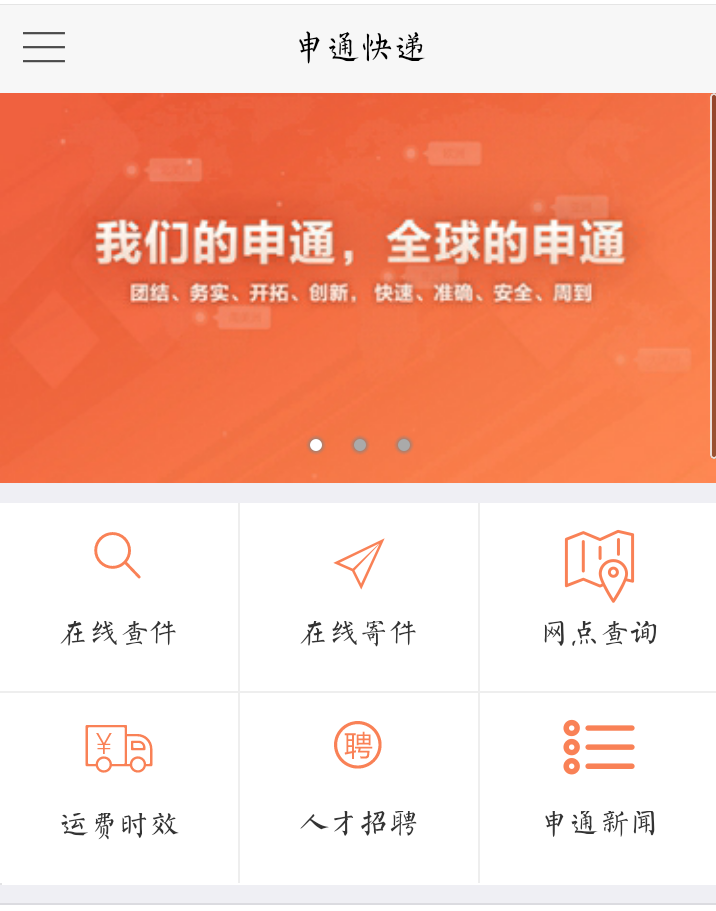 申通快递
我们的申通，全球的申通
团结、务实、开拓、创新，快速、准确、安全、周到
在线查件
在线寄件
网点查询
¥
聘
运费时效
人才招聘
申通新闻